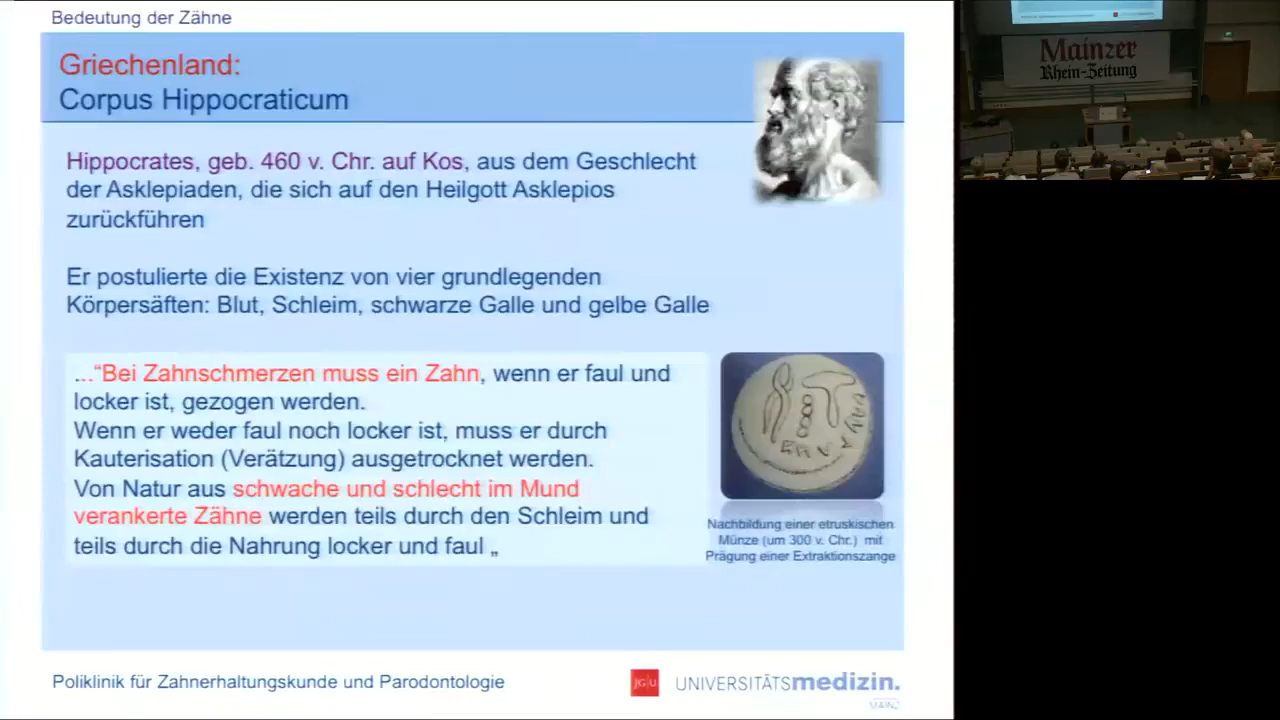 Bedeutung der Zähne
Griechenland:
Corpus Hippocraticum
Hippocrates, geb. 460 v. Chr. auf Kos, aus dem Geschlecht
der Asklepiaden, die sich auf den Heilgott Asklepios
zurückführen
Er postulierte die Existenz von vier grundlegenden
Körpersäften: Blut, Schleim, schwarze Galle und gelbe Galle
...“Bei Zahnschmerzen muss ein Zahn, wenn er faul und
locker ist, gezogen werden.
Wenn er weder faul noch locker ist, muss er durch
Kauterisation (Verätzung) ausgetrocknet werden.
Von Natur aus schwache und schlecht im Mund
verankerte Zähne werden teils durch den Schleim und
teils durch die Nahrung locker und faul „
Nachbildung einer etruskischen
Münze (um 300 v. Chr.) mit
Prägung einer Extraktionszange
Poliklinik für Zahnerhaltungskunde und Parodontologie
JG|U
UNIVERSITÄTSmedizin.
MAINZ
Mainzer
Rhein-Zeitung